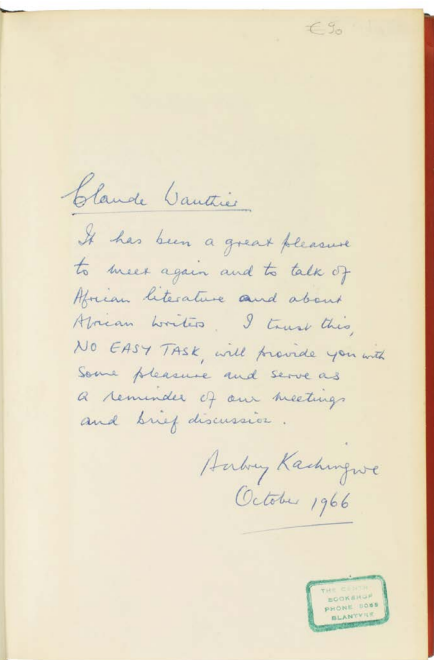 €90
Claude Wauthier
It has been a great pleasure
to meet again and to talk of
African literature and about
African writers. I trust this,
NO EASY TASK, will provide you with
some pleasure and serve as
a reminder of our meetings
and brief discussion.
Aubrey Kachingwe
October 1966
THE
BOOKSHOP
PHONE
BLANTYRE